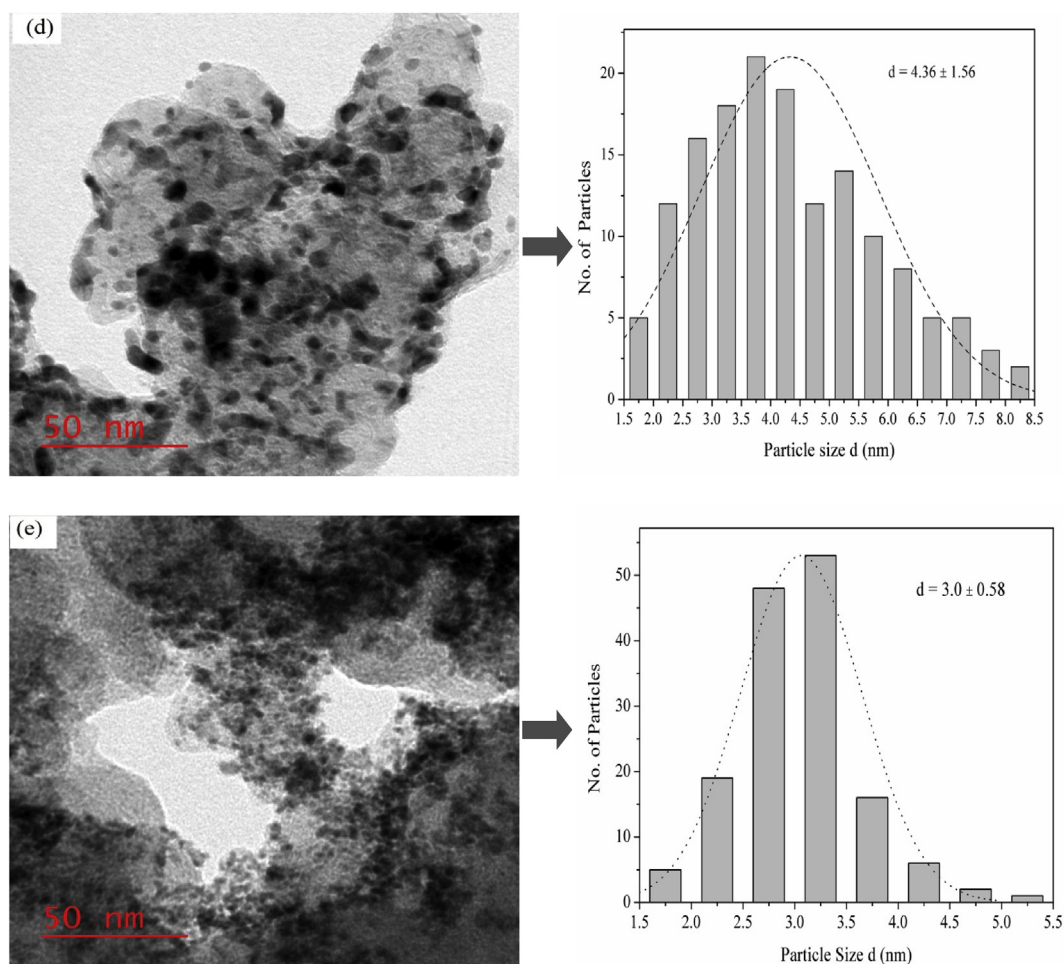 (d)
50 nm
d = 4.36 ± 1.56
No. of Particles
20
15
10
5
0
1.5 2.0 2.5 3.0 3.5 4.0 4.5 5.0 5.5 6.0 6.5 7.0 7.5 8.0 8.5
Particle size d (nm)
(e)
50 nm
d = 3.0 ± 0.58
No. of Particles
50
40
30
20
10
0
1.5 2.0 2.5 3.0 3.5 4.0 4.5 5.0 5.5
Particle Size d (nm)